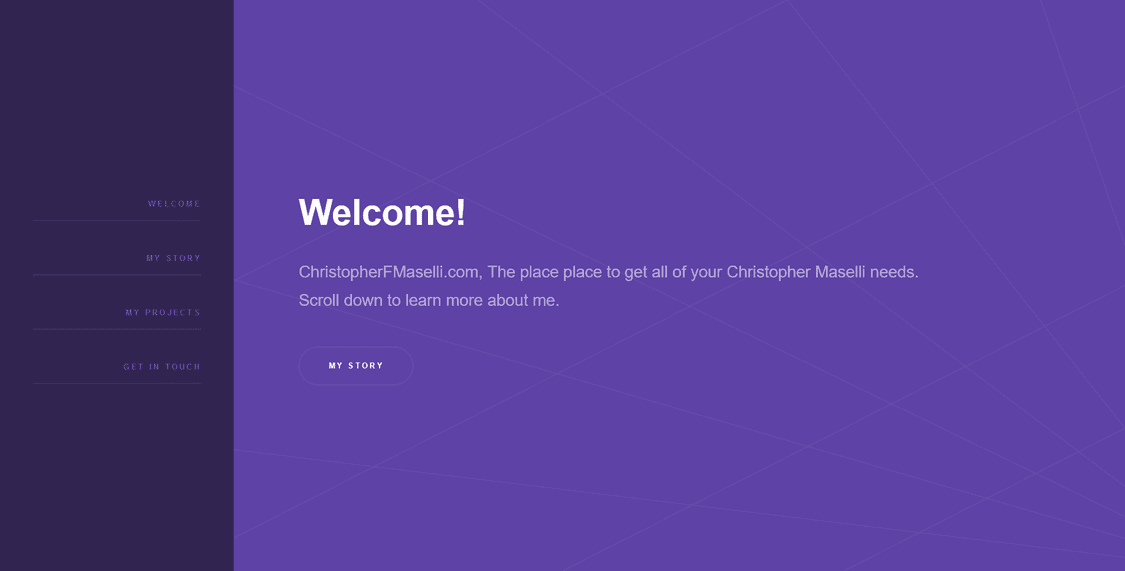 WELCOME
MY STORY
MY PROJECTS
GET IN TOUCH
Welcome!
ChristopherFMaselli.com, The place place to get all of your Christopher Maselli needs.
Scroll down to learn more about me.
MY STORY